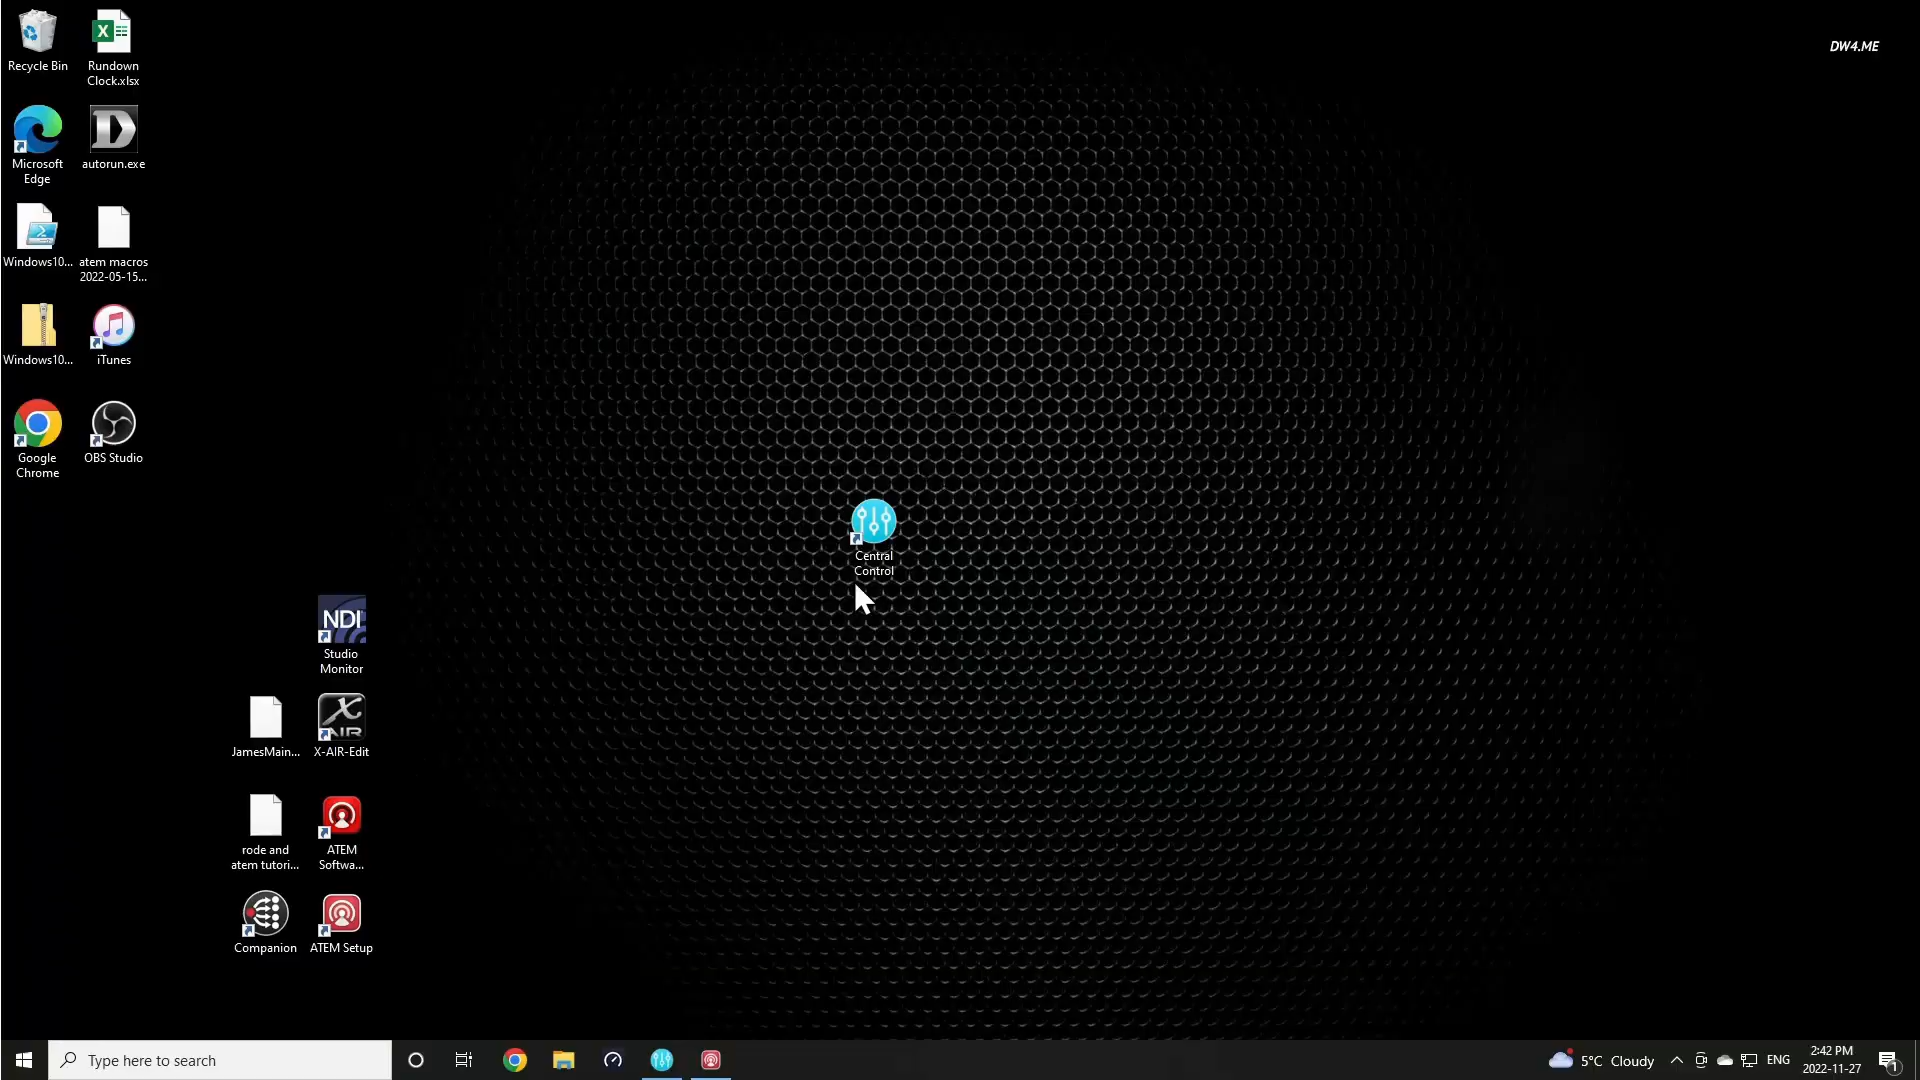 Recycle Bin
Rundown
Clock.xlsx
DW4.ME
Microsoft
Edge
autorun.exe
Windows10...
atem macros
2022-05-15...
Windows10...
iTunes
Google
Chrome
OBS Studio
Central
Control
NDI
Studio
Monitor
JamesMain...
X AIR
X-AIR-Edit
rode and
atem tutori...
ATEM
Softwa...
Companion
ATEM Setup
Type here to search
5°C Cloudy
ENG
2:42 PM
2022-11-27
1